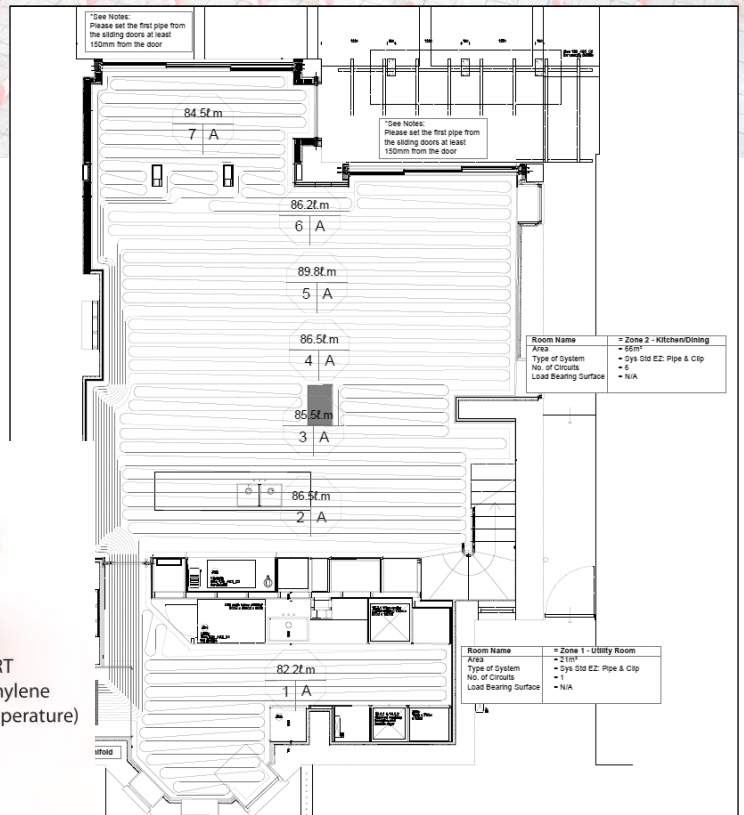 *See Notes:
Please set the first pipe from
the sliding doors at least
150mm from the door
84.5ℓ.m
7 A
*See Notes:
Please set the first pipe from
the sliding doors at least
150mm from the door
86.2ℓ.m
6 A
89.8ℓ.m
5 A
86.5ℓ.m
4 A
Room Name = Zone 2 - Kitchen/Dining
Area = 66m²
Type of System = Sys Std EZ: Pipe & Clip
No. of Circuits = 6
Load Bearing Surface = N/A
85.5ℓ.m
3 A
86.5ℓ.m
2 A
Room Name = Zone 1 - Utility Room
Area = 21m²
Type of System = Sys Std EZ: Pipe & Clip
No. of Circuits = 1
Load Bearing Surface = N/A
82.2ℓ.m
1 A
RT
hylene
perature)
nifold